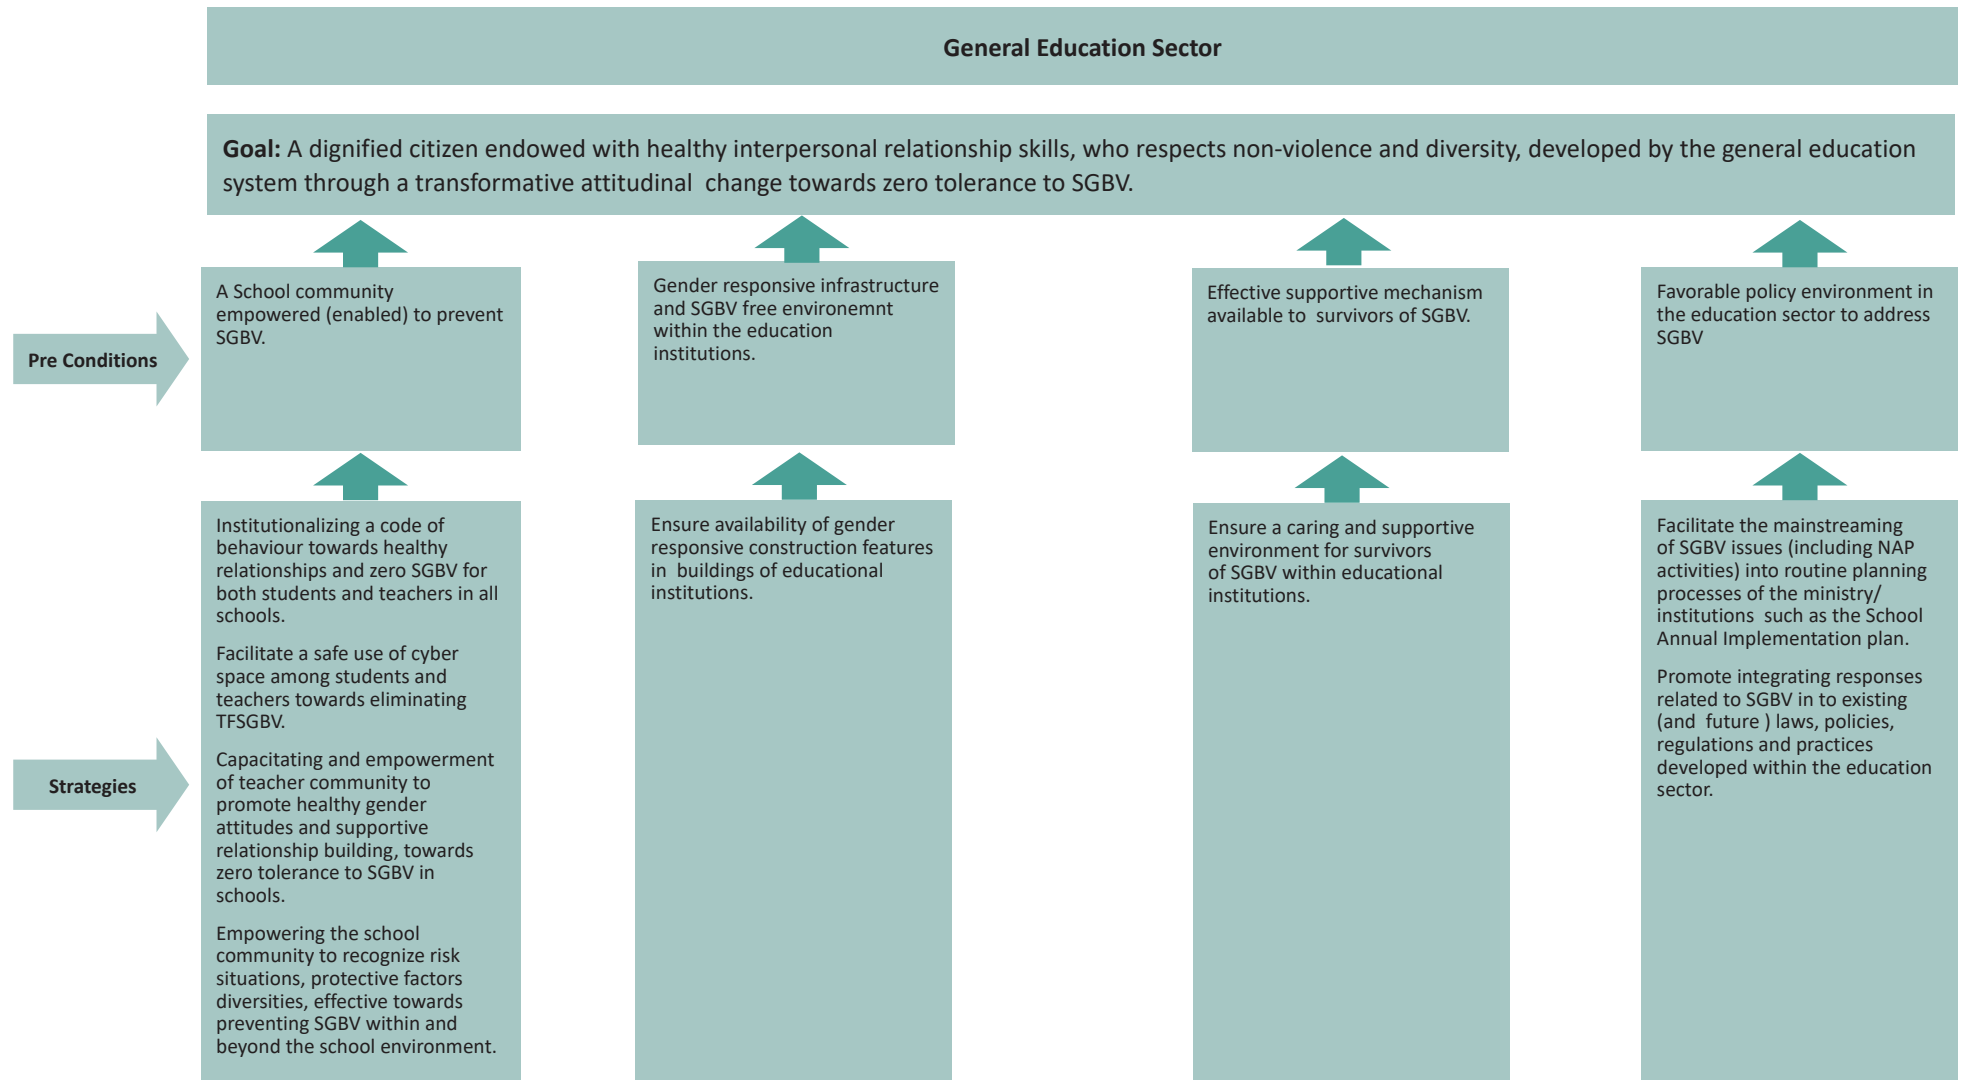 General Education Sector
Goal: A dignified citizen endowed with healthy interpersonal relationship skills, who respects non-violence and diversity, developed by the general education
system through a transformative attitudinal  change towards zero tolerance to SGBV.
Pre Conditions
A School community
empowered (enabled) to prevent
SGBV.
Gender responsive infrastructure
and SGBV free environemnt
within the education
institutions.
Effective supportive mechanism
available to  survivors of SGBV.
Favorable policy environment in
the education sector to address
SGBV
Strategies
Institutionalizing a code of
behaviour towards healthy
relationships and zero SGBV for
both students and teachers in all
schools.
Facilitate a safe use of cyber
space among students and
teachers towards eliminating
TFSGBV.
Capacitating and empowerment
of teacher community to
promote healthy gender
attitudes and supportive
relationship building, towards
zero tolerance to SGBV in
schools.
Empowering the school
community to recognize risk
situations, protective factors
diversities, effective towards
preventing SGBV within and
beyond the school environment.
Ensure availability of gender
responsive construction features
in  buildings of educational
institutions.
Ensure a caring and supportive
environment for survivors
of SGBV within educational
institutions.
Facilitate the mainstreaming
of SGBV issues (including NAP
activities) into routine planning
processes of the ministry/
institutions  such as the School
Annual Implementation plan.
Promote integrating responses
related to SGBV in to existing
(and  future ) laws, policies,
regulations and practices
developed within the education
sector.